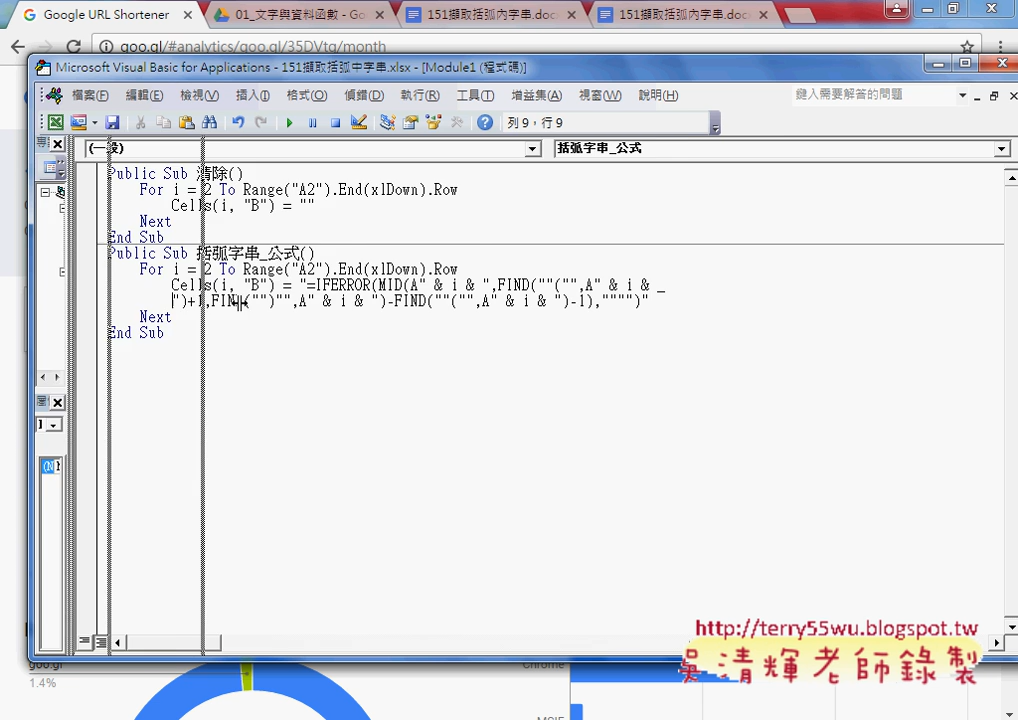 Google URL Shortener
01_文字與資料函數 - Go
151擷取括弧內字串.doc
151擷取括弧內字串.doc
goo.gl/#analytics/goo.gl/35DVtg/month
Microsoft Visual Basic for Applications - 151擷取括弧中字串.xlsx - [Module1 (程式碼)]
檔案(F) 編輯(E) 檢視(V) 插入(I) 格式(O) 偵錯(D) 執行(R) 工具(T) 增益集(A) 視窗(W) 說明(H) 鍵入需要解答的問題
列 9，行 9
(一般) 括弧字串_公式
Public Sub 清除()
For i = 2 To Range("A2").End(xlDown).Row
Cells(i, "B") = ""
Next
End Sub
Public Sub 括弧字串_公式()
For i = 2 To Range("A2").End(xlDown).Row
Cells(i, "B") = "=IFERROR(MID(A" & i & ",FIND(""("",A" & i & _
")+1,FIND("")"",A" & i & ")-FIND(""("",A" & i & ")-1),"""")"
Next
End Sub
http://terry55wu.blogspot.tw
吳清輝老師錄製
goo.gl
1.4%
Chrome
MSIE